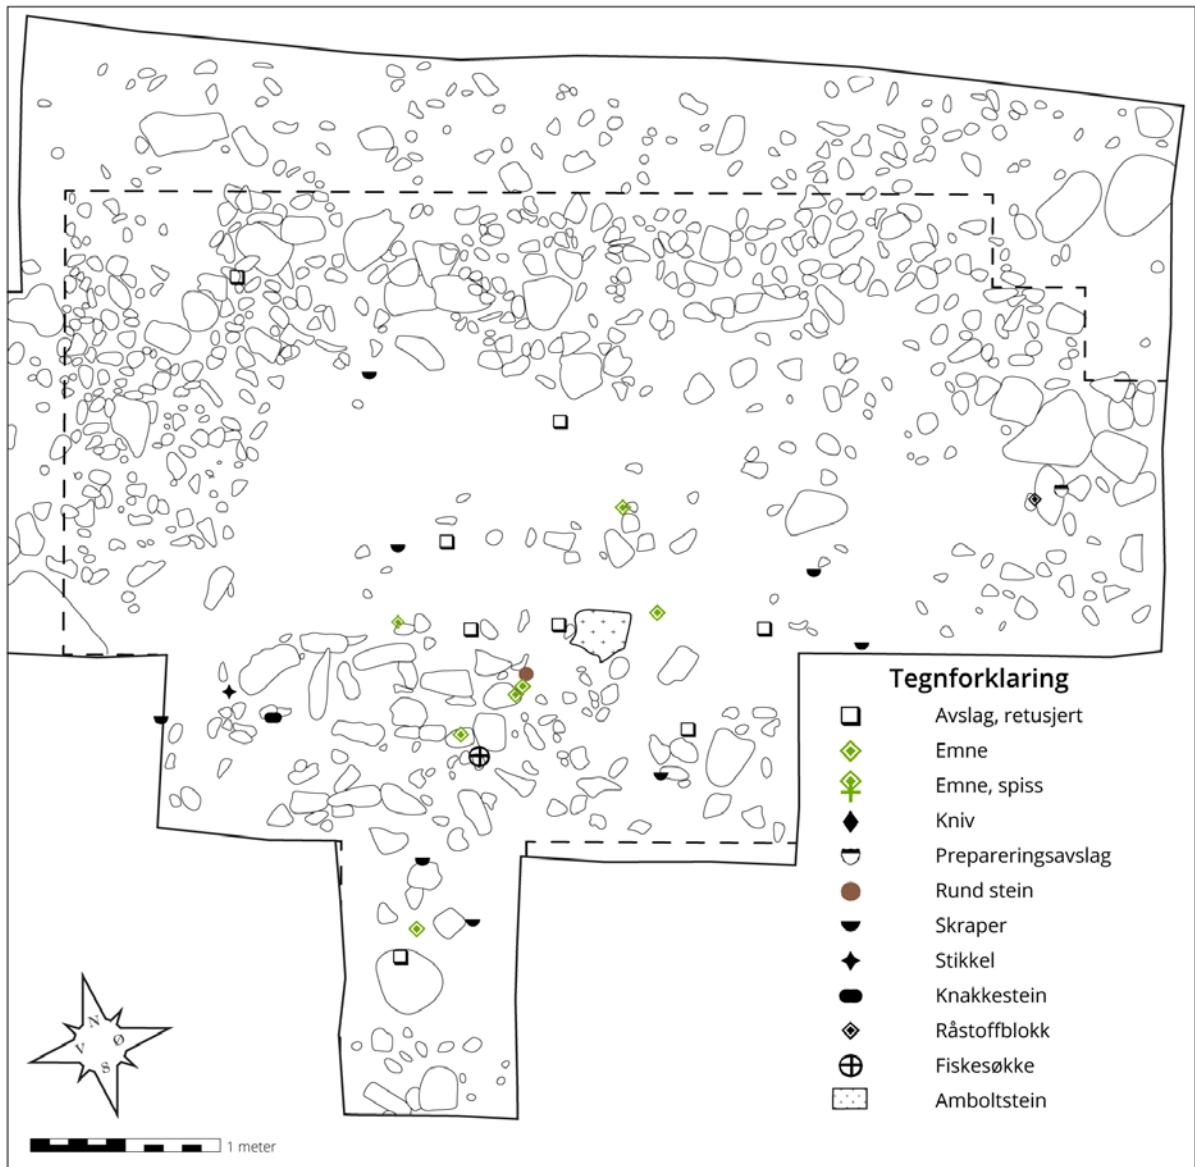 Tegnforklaring
Avslag, retusjert
Emne
Emne, spiss
Kniv
Prepareringsavslag
Rund stein
Skraper
Stikkel
Knakkestein
Råstoffblokk
Fiskesøkke
Amboltstein
N
V
Ø
S
1 meter